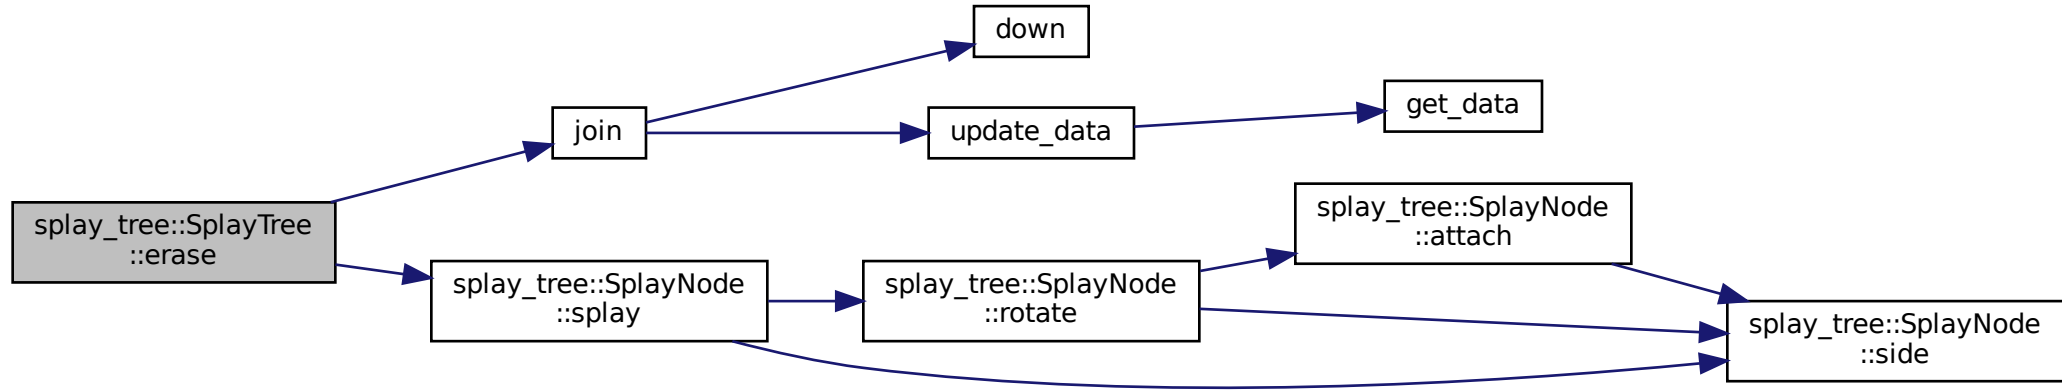 down
get_data
join
update_data
splay_tree::SplayNode
::attach
splay_tree::SplayTree
::erase
splay_tree::SplayNode
::splay
splay_tree::SplayNode
::rotate
splay_tree::SplayNode
::side